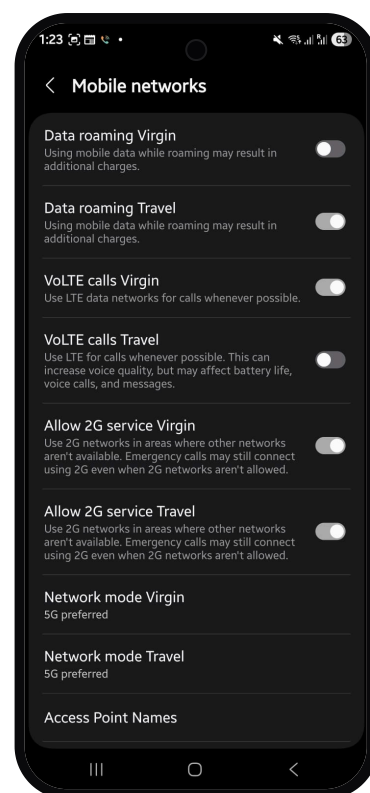 1:23
63
Mobile networks
Data roaming Virgin
Using mobile data while roaming may result in
additional charges.
Data roaming Travel
Using mobile data while roaming may result in
additional charges.
VoLTE calls Virgin
Use LTE data networks for calls whenever possible.
VoLTE calls Travel
Use LTE for calls whenever possible. This can
increase voice quality, but may affect battery life,
voice calls, and messages.
Allow 2G service Virgin
Use 2G networks in areas where other networks
aren't available. Emergency calls may still connect
using 2G even when 2G networks aren't allowed.
Allow 2G service Travel
Use 2G networks in areas where other networks
aren't available. Emergency calls may still connect
using 2G even when 2G networks aren't allowed.
Network mode Virgin
5G preferred
Network mode Travel
5G preferred
Access Point Names